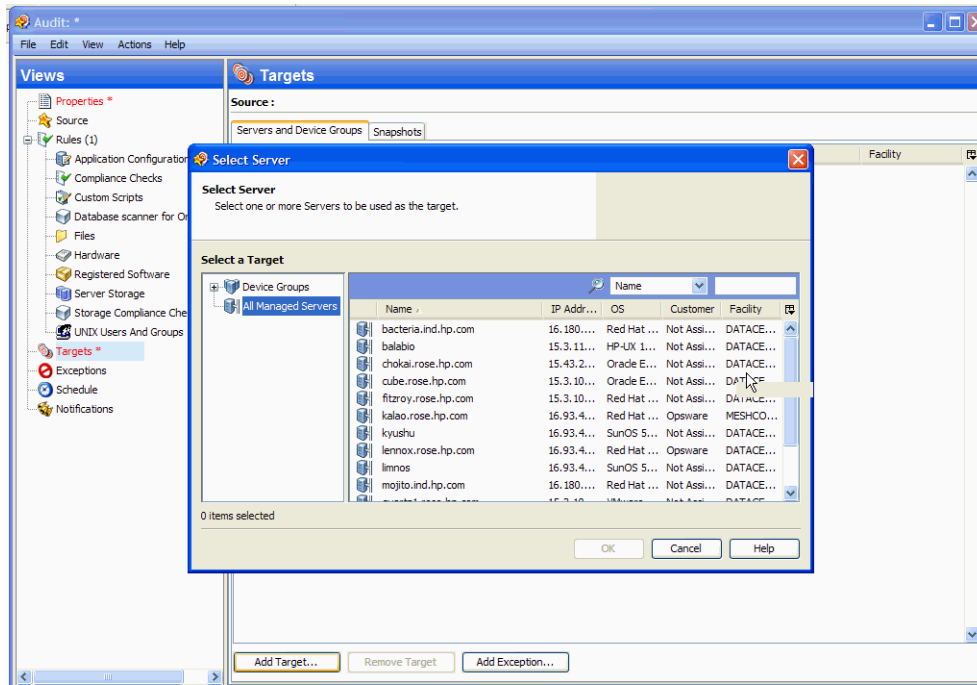 Audit: *
File Edit View Actions Help
Views
Properties *
Source
Rules (1)
Application Configuration
Compliance Checks
Custom Scripts
Database scanner for Or
Files
Hardware
Registered Software
Server Storage
Storage Compliance Che
UNIX Users And Groups
Targets *
Exceptions
Schedule
Notifications
Targets
Source :
Servers and Device Groups Snapshots
Facility
Select Server
Select Server
Select one or more Servers to be used as the target.
Select a Target
Device Groups
All Managed Servers
Name
Name IP Addr... OS Customer Facility
bacteria.ind.hp.com 16.180.... Red Hat ... Not Assi... DATACE...
balabio 15.3.11... HP-UX 1... Not Assi... DATACE...
chokai.rose.hp.com 15.43.2... Oracle E... Not Assi... DATACE...
cube.rose.hp.com 15.3.10... Oracle E... Not Assi...
fitzroy.rose.hp.com 15.3.10... Red Hat ... Not Assi... DATACE...
kalao.rose.hp.com 16.93.4... Red Hat ... Opsware MESHCO...
kyushu 16.93.4... SunOS 5... Not Assi... DATACE...
lennox.rose.hp.com 16.93.4... Red Hat ... Opsware DATACE...
limnos 16.93.4... SunOS 5... Not Assi... DATACE...
mojito.ind.hp.com 16.180.... Red Hat ... Not Assi... DATACE...
0 items selected
OK Cancel Help
Add Target... Remove Target Add Exception...